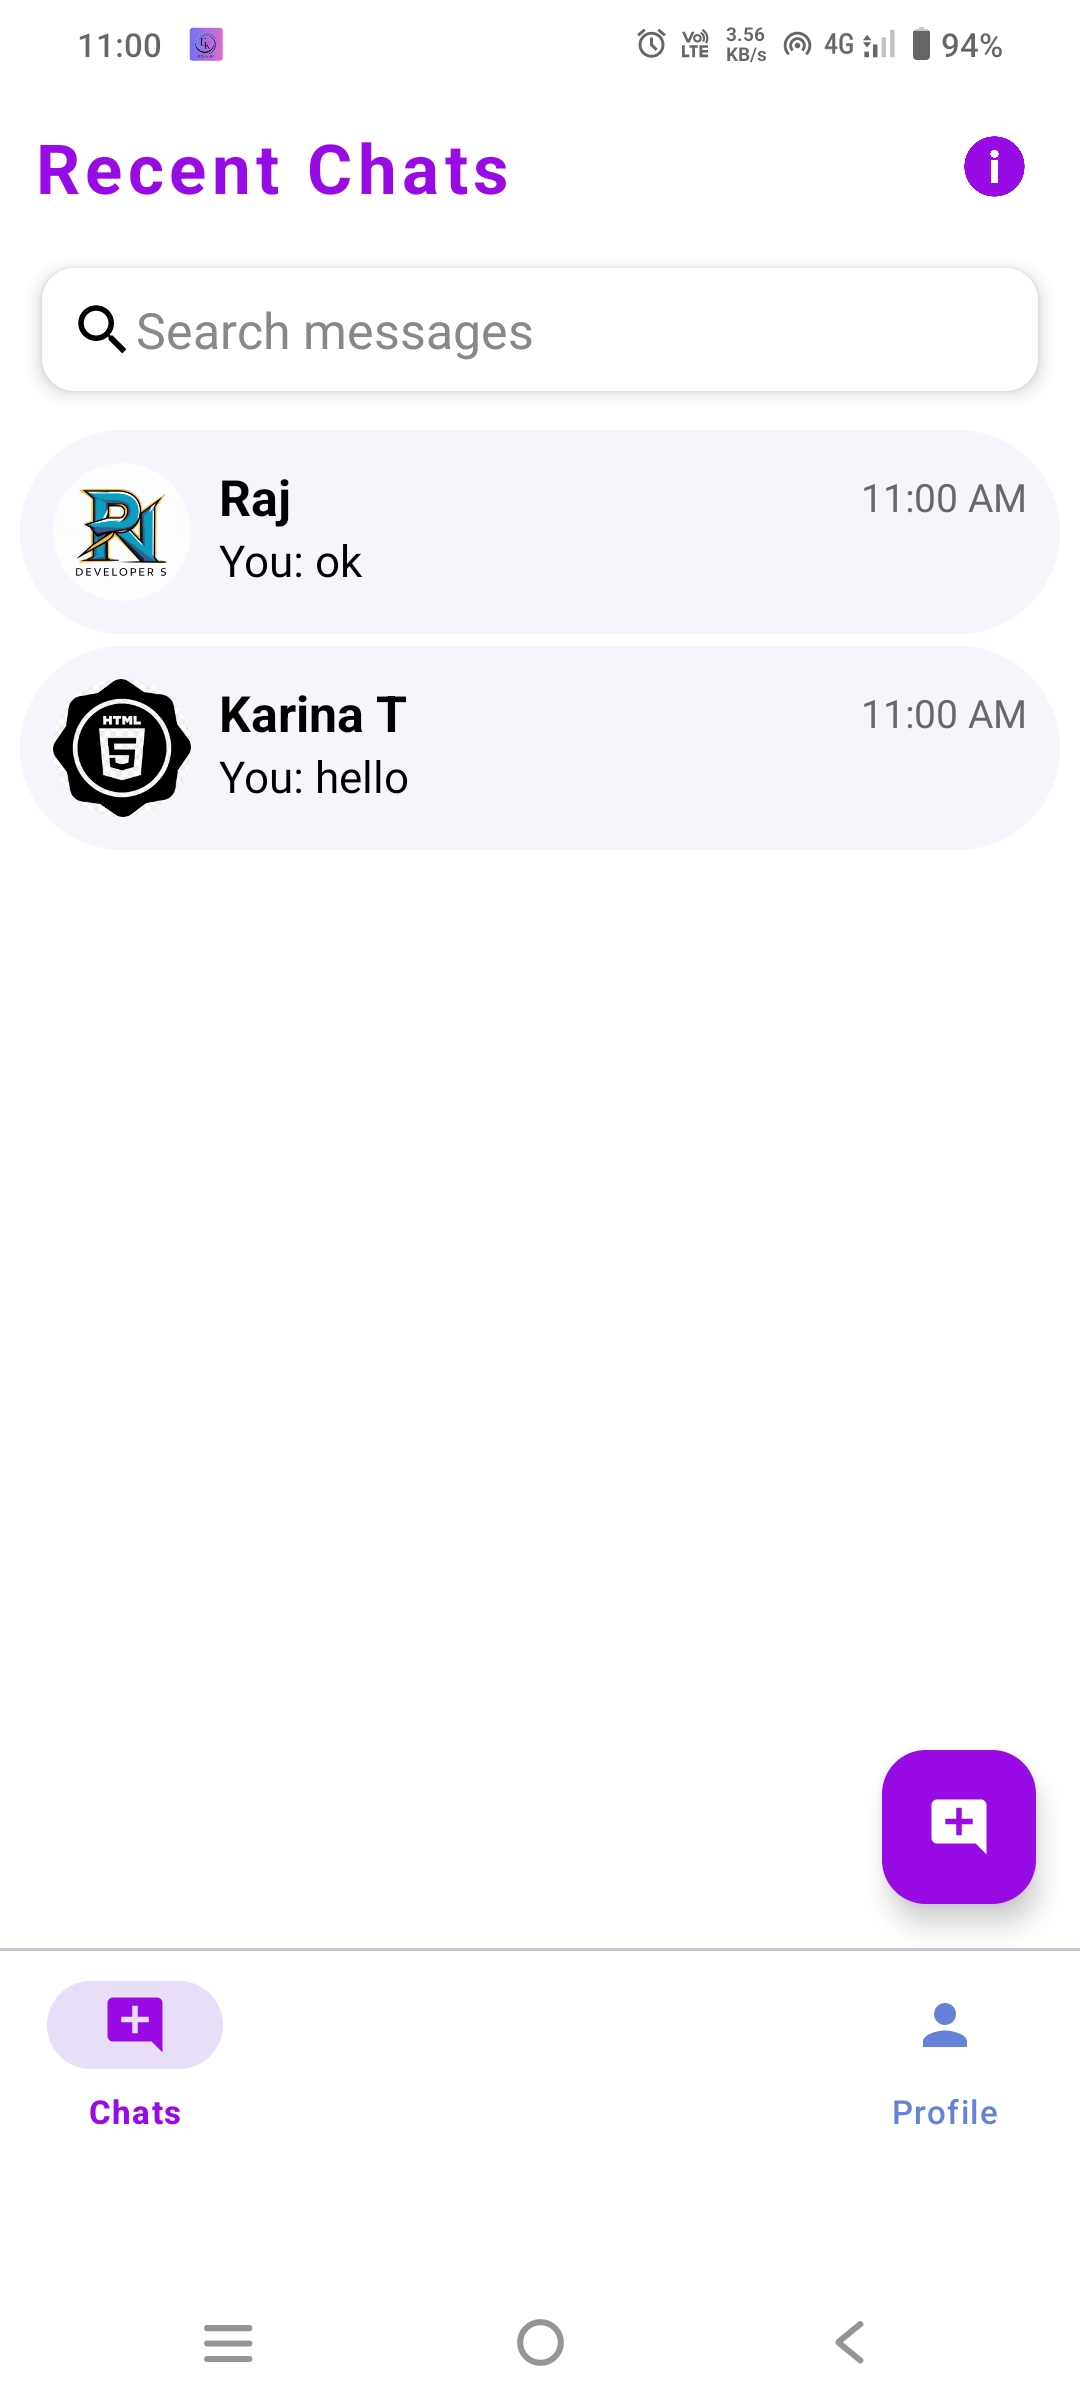 11:00
Vo)) LTE
3.56 KB/s
4G
94%
Recent Chats
Search messages
Raj
11:00 AM
You: ok
DEVELOPER S
Karina T
11:00 AM
You: hello
HTML
5
Chats
Profile